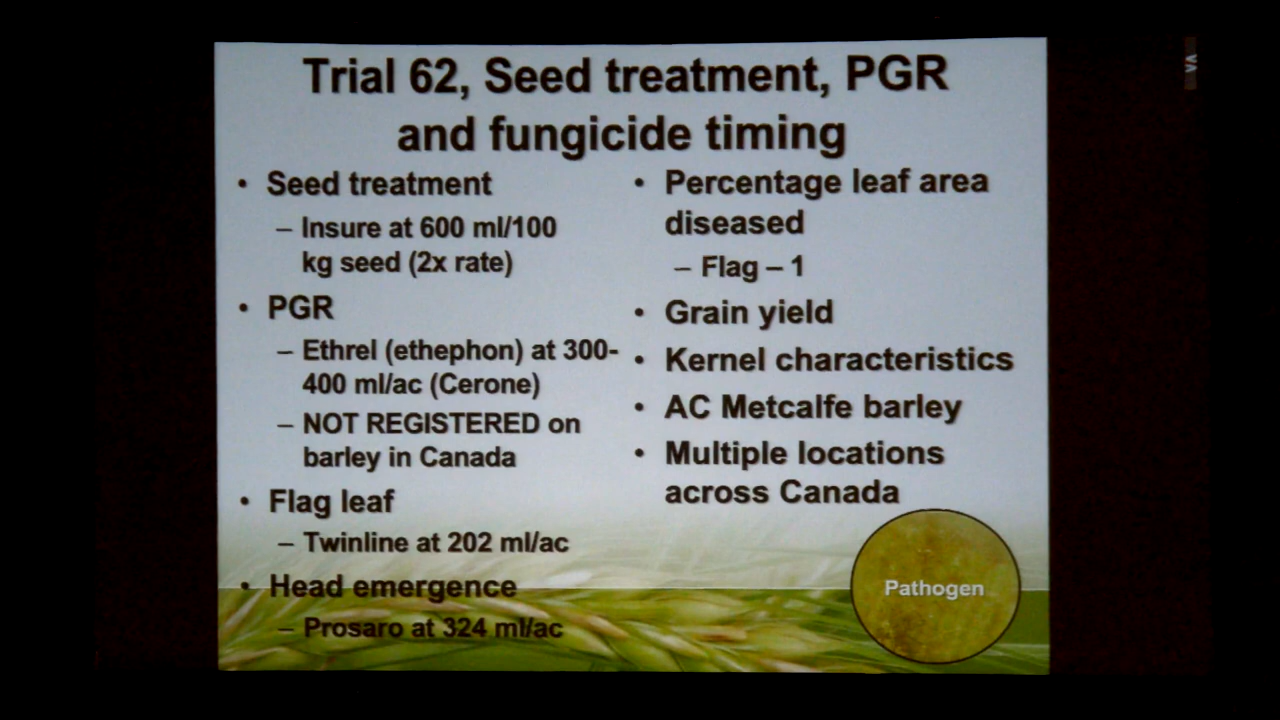 Trial 62, Seed treatment, PGR
and fungicide timing
• Seed treatment
– Insure at 600 ml/100
kg seed (2x rate)
• PGR
– Ethrel (ethephon) at 300-
400 ml/ac (Cerone)
– NOT REGISTERED on
barley in Canada
• Flag leaf
– Twinline at 202 ml/ac
• Head emergence
– Prosaro at 324 ml/ac
• Percentage leaf area
diseased
– Flag – 1
• Grain yield
• Kernel characteristics
• AC Metcalfe barley
• Multiple locations
across Canada
Pathogen